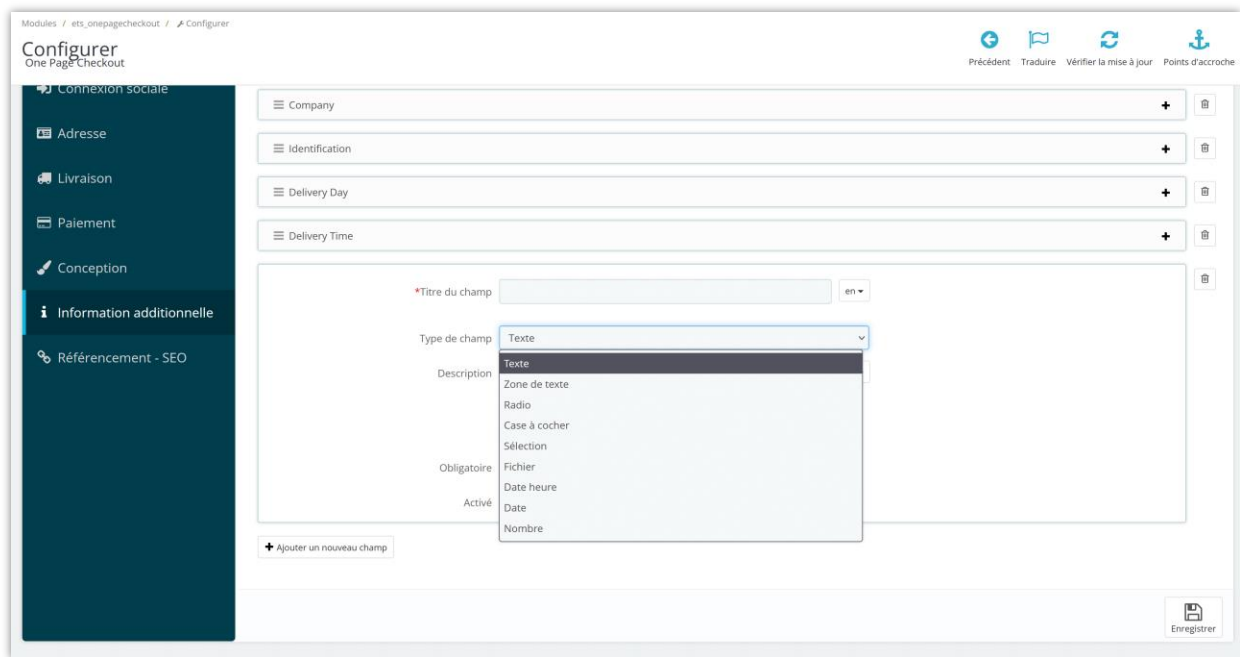 Modules / ets_onepagecheckout / Configurer
Configurer
One Page Checkout
Précédent
Traduire
Vérifier la mise à jour
Points d'accroche
Connexion sociale
Adresse
Livraison
Paiement
Conception
Information additionnelle
Référencement - SEO
Company
Identification
Delivery Day
Delivery Time
*Titre du champ
en
Type de champ
Texte
Description
Texte
Zone de texte
Radio
Case à cocher
Sélection
Obligatoire
Fichier
Date heure
Activé
Date
Nombre
Ajouter un nouveau champ
Enregistrer